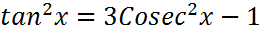 tan²x = 3Cosec²x − 1